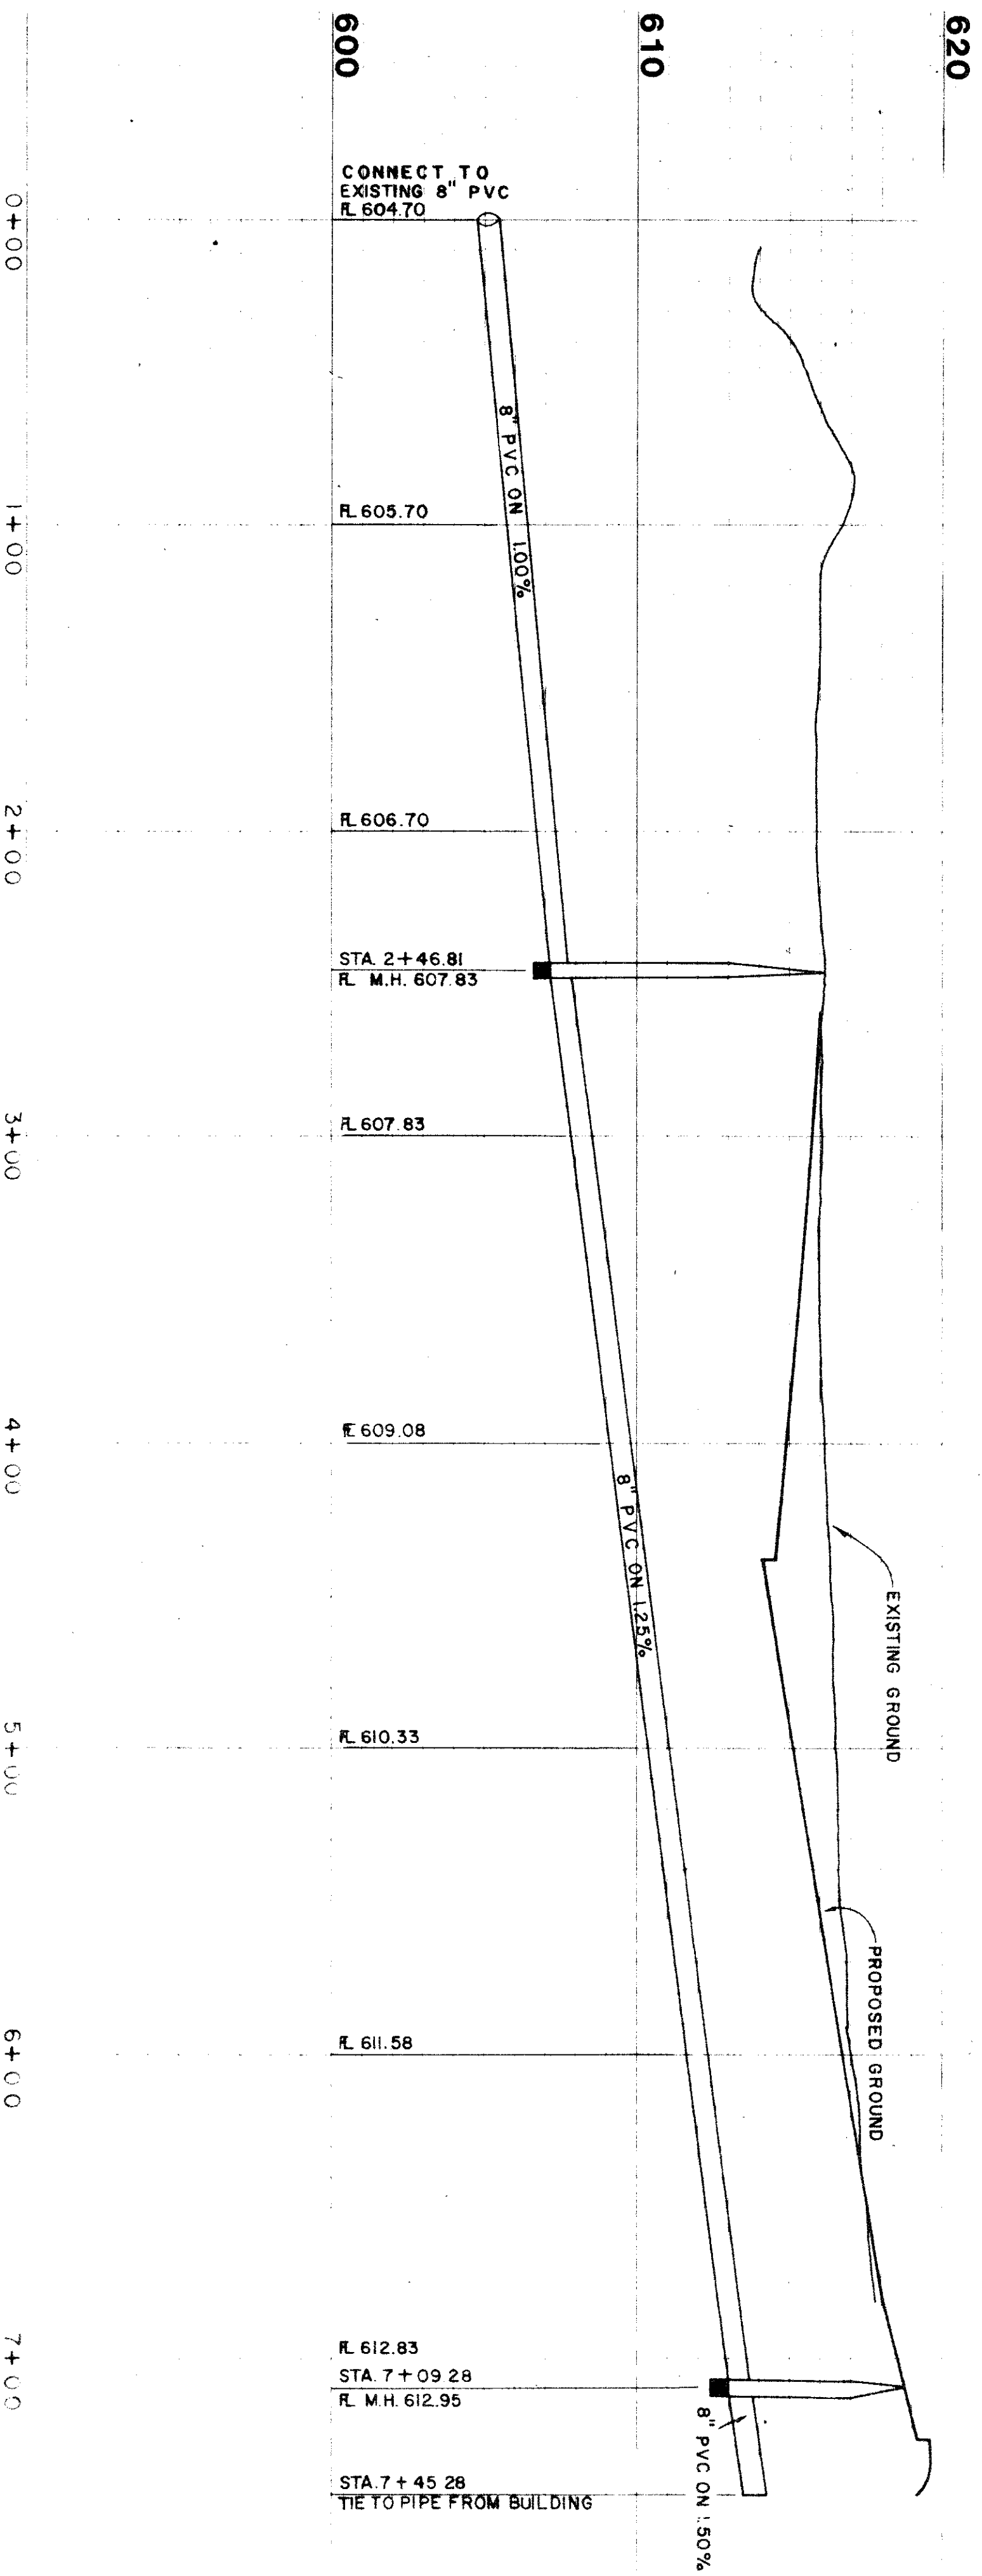 600
610
620
CONNECT TO
EXISTING 8" PVC
FL 604.70
0+00
8" PVC ON 1.00%
FL 605.70
1+00
FL 606.70
2+00
STA. 2+46.81
FL M.H. 607.83
FL 607.83
3+00
FL 609.08
4+00
8" PVC ON 1.25%
EXISTING GROUND
FL 610.33
5+00
PROPOSED GROUND
FL 611.58
6+00
FL 612.83
7+00
STA. 7+09.28
FL M.H. 612.95
8" PVC ON 1.50%
STA. 7+45 28
TIE TO PIPE FROM BUILDING